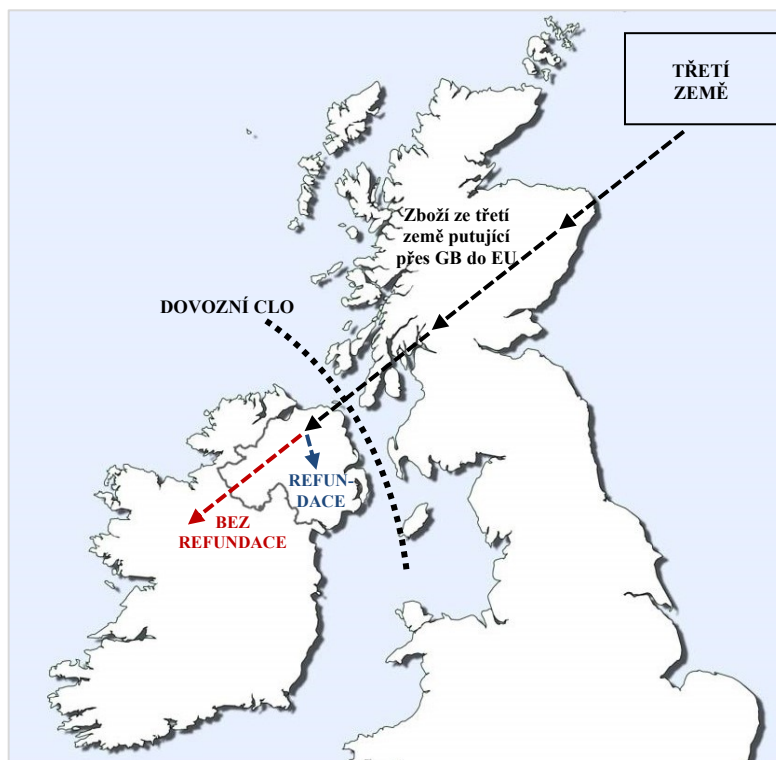 TŘETÍ
ZEMĚ
Zboží ze třetí
země putující
přes GB do EU
DOVOZNÍ CLO
REFUN-
DACE
BEZ
REFUNDACE